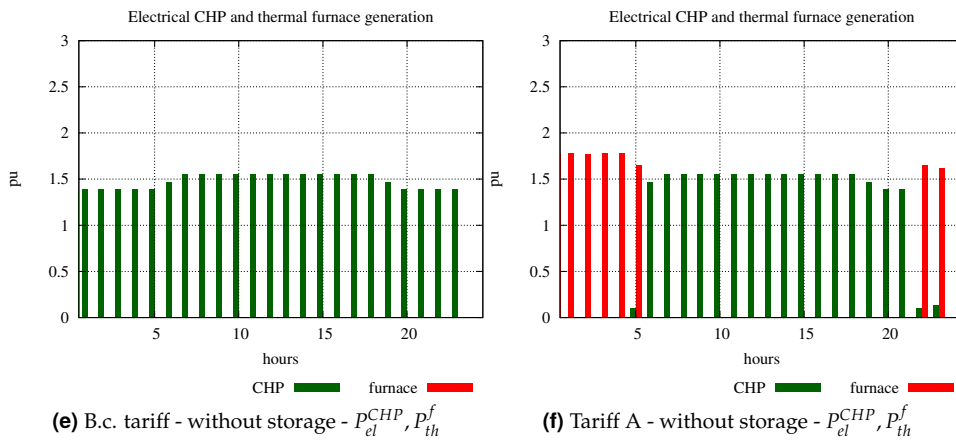 Electrical CHP and thermal furnace generation
3
2.5
2
1.5
1
0.5
0
pu
5
10
15
20
hours
CHP
furnace
(e) B.c. tariff - without storage - P_{el}^{CHP}, P_{th}^{f}
Electrical CHP and thermal furnace generation
3
2.5
2
1.5
1
0.5
0
pu
5
10
15
20
hours
CHP
furnace
(f) Tariff A - without storage - P_{el}^{CHP}, P_{th}^{f}